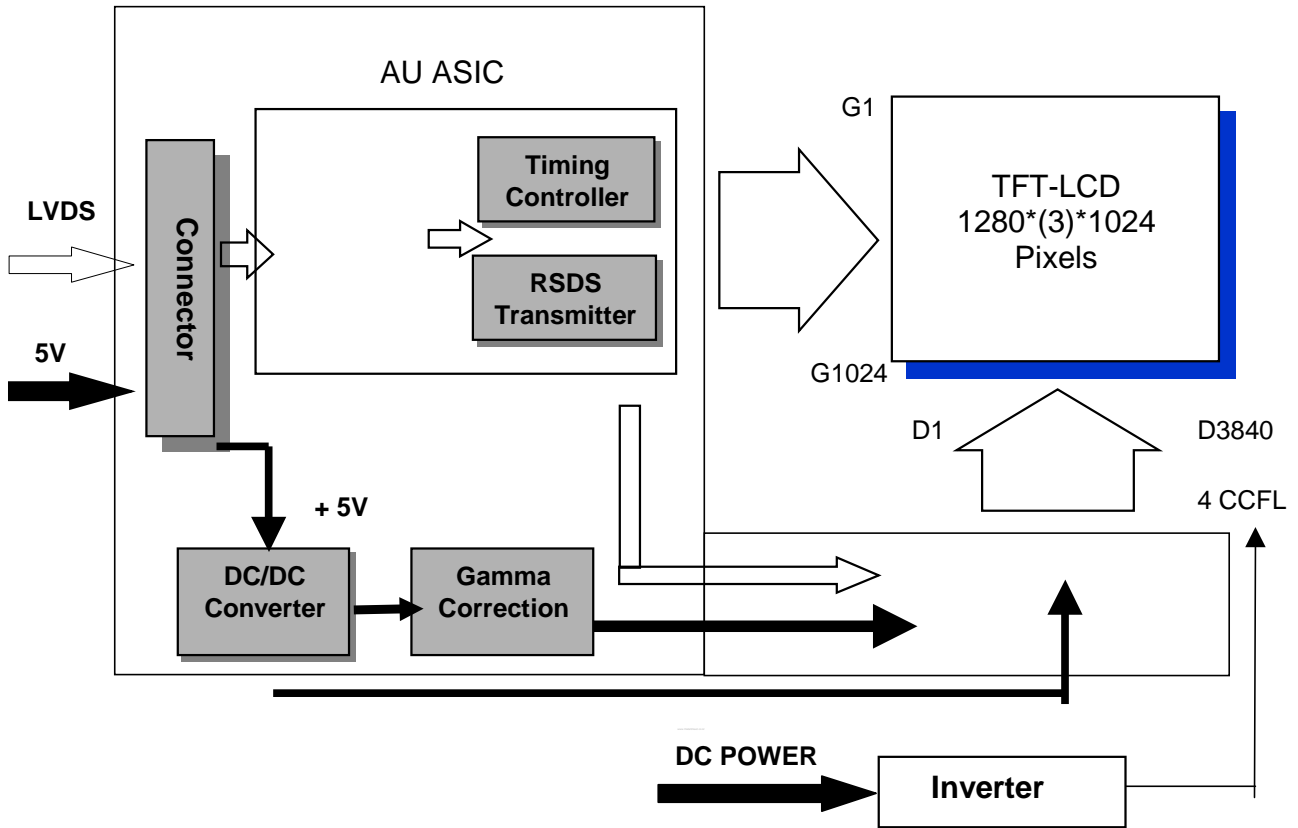 AU ASIC
G1
TFT-LCD
1280*(3)*1024
Pixels
Timing
Controller
LVDS
Connector
RSDS
Transmitter
5V
G1024
D1
D3840
4 CCFL
+ 5V
DC/DC
Converter
Gamma
Correction
DC POWER
Inverter